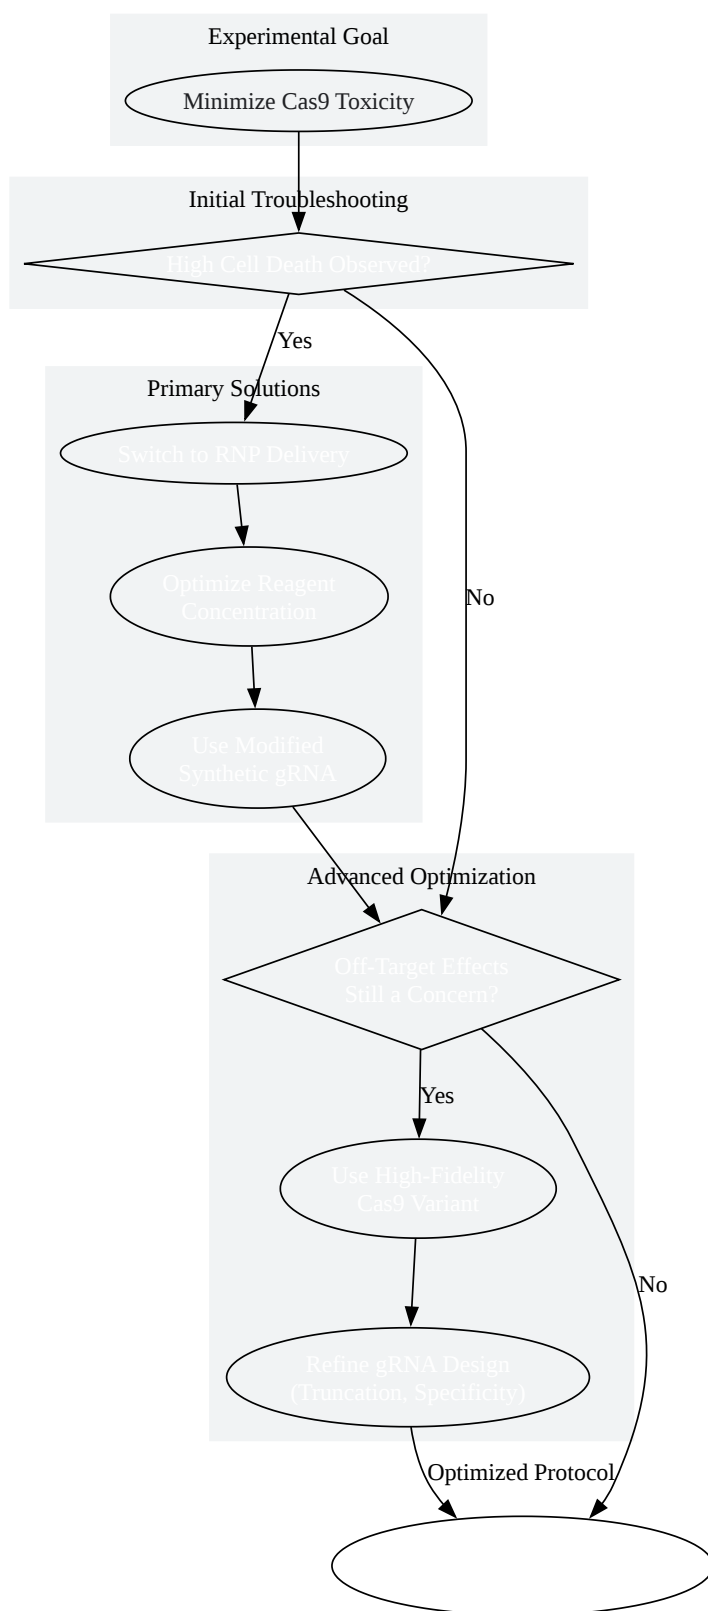 Experimental Goal
Minimize Cas9 Toxicity
Initial Troubleshooting
High Cell Death Observed?
Yes
Primary Solutions
Switch to RNP Delivery
Optimize Reagent
Concentration
No
Use Modified
Synthetic gRNA
Advanced Optimization
Off-Target Effects
Still a Concern?
Yes
Use High-Fidelity
Cas9 Variant
No
Refine gRNA Design
(Truncation, Specificity)
Optimized Protocol